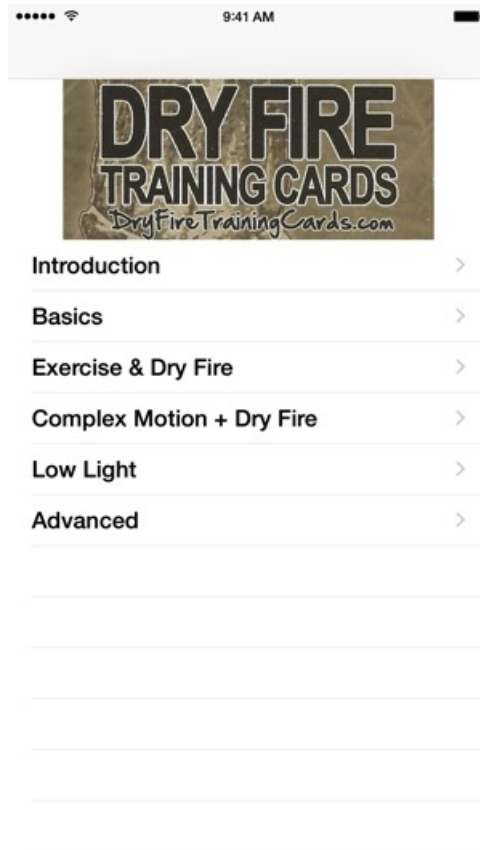 9:41 AM
DRY FIRE
TRAINING CARDS
DryFireTrainingCards.com
Introduction
Basics
Exercise & Dry Fire
Complex Motion + Dry Fire
Low Light
Advanced